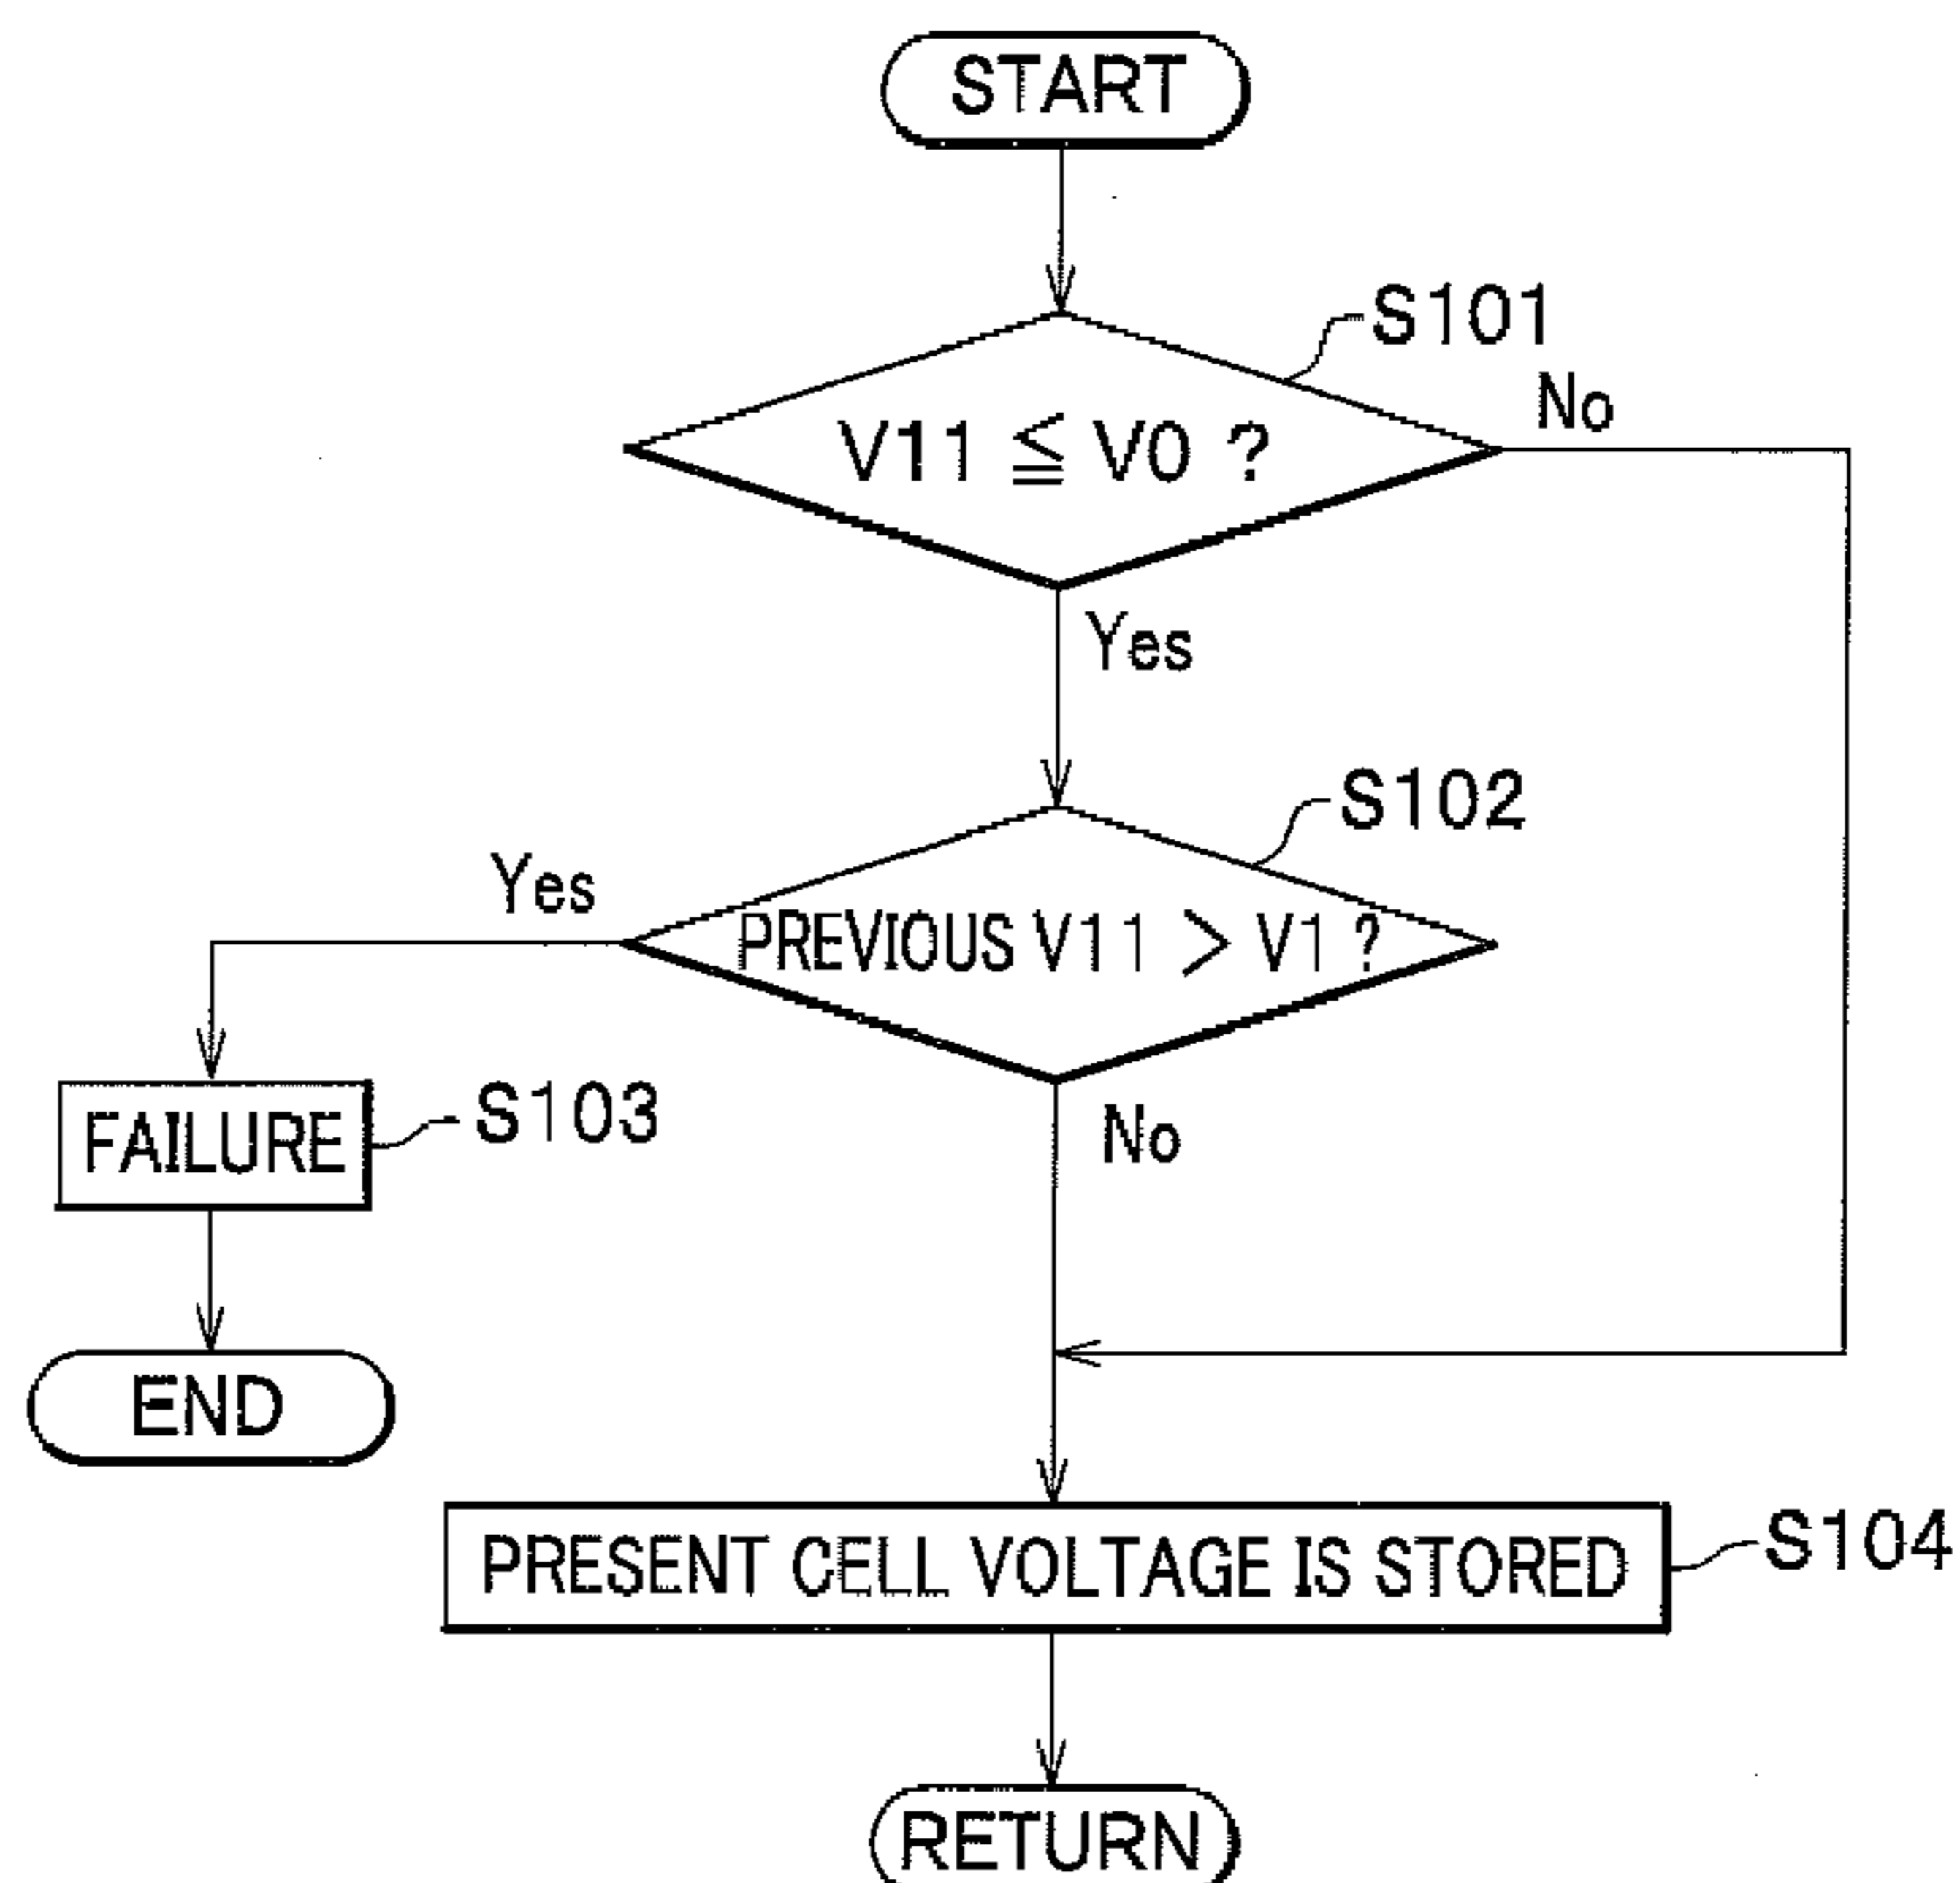 START
S101
No
V11 ≦ V0 ?
Yes
S102
Yes
PREVIOUS V11 > V1 ?
FAILURE
S103
No
END
PRESENT CELL VOLTAGE IS STORED
S104
RETURN